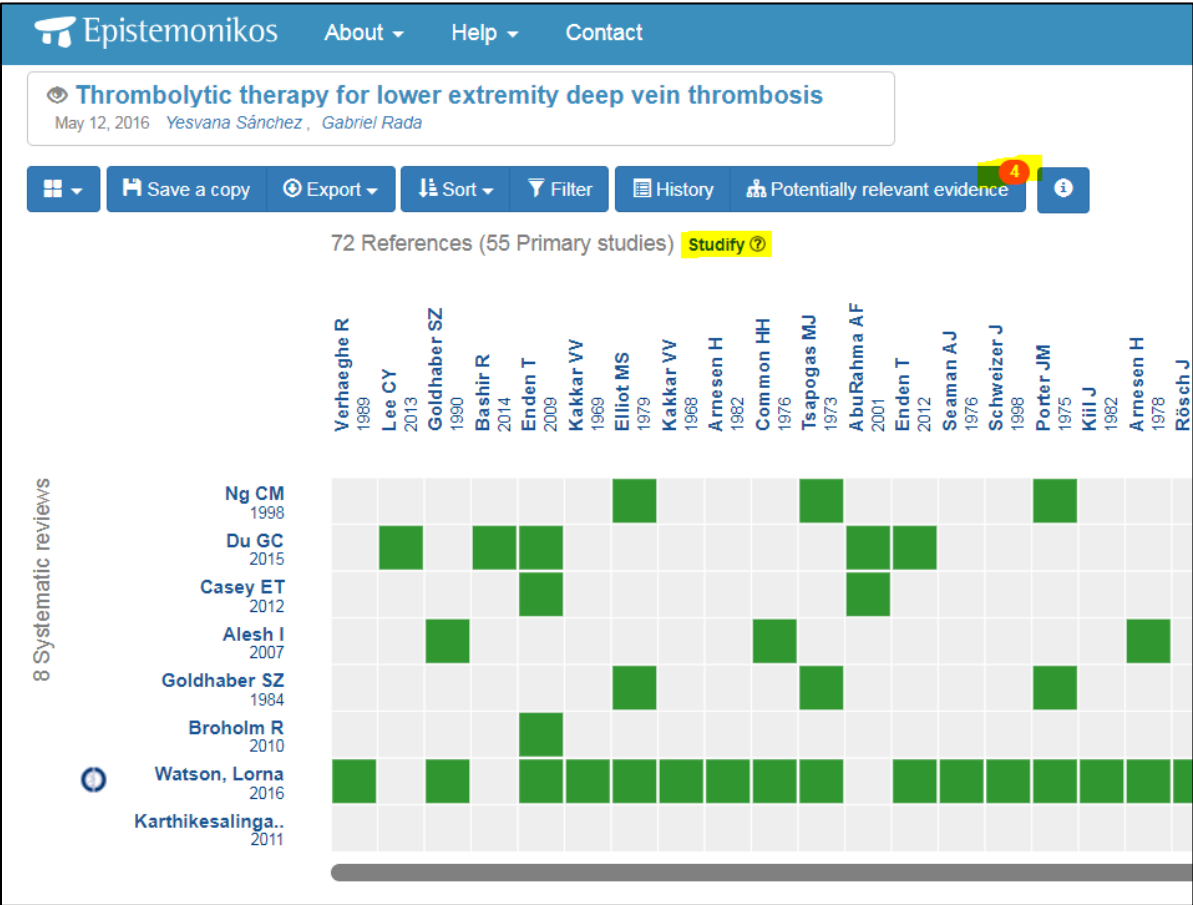 Epistemonikos About Help Contact
Thrombolytic therapy for lower extremity deep vein thrombosis
May 12, 2016 Yesvana Sánchez , Gabriel Rada
Save a copy Export Sort Filter History Potentially relevant evidence 4
72 References (55 Primary studies) Studify ?
Verhaeghe R
1989
Lee CY
2013
Goldhaber SZ
1990
Bashir R
2014
Enden T
2009
Kakkar VV
1969
Elliot MS
1979
Kakkar VV
1968
Arnesen H
1982
Common HH
1976
Tsapogas MJ
1973
AbuRahma AF
2001
Enden T
2012
Seaman AJ
1976
Schweizer J
1998
Porter JM
1975
Kiil J
1982
Arnesen H
1978
Rösch J
8 Systematic reviews
Ng CM
1998
Du GC
2015
Casey ET
2012
Alesh I
2007
Goldhaber SZ
1984
Broholm R
2010
Watson, Lorna
2016
Karthikesalinga..
2011